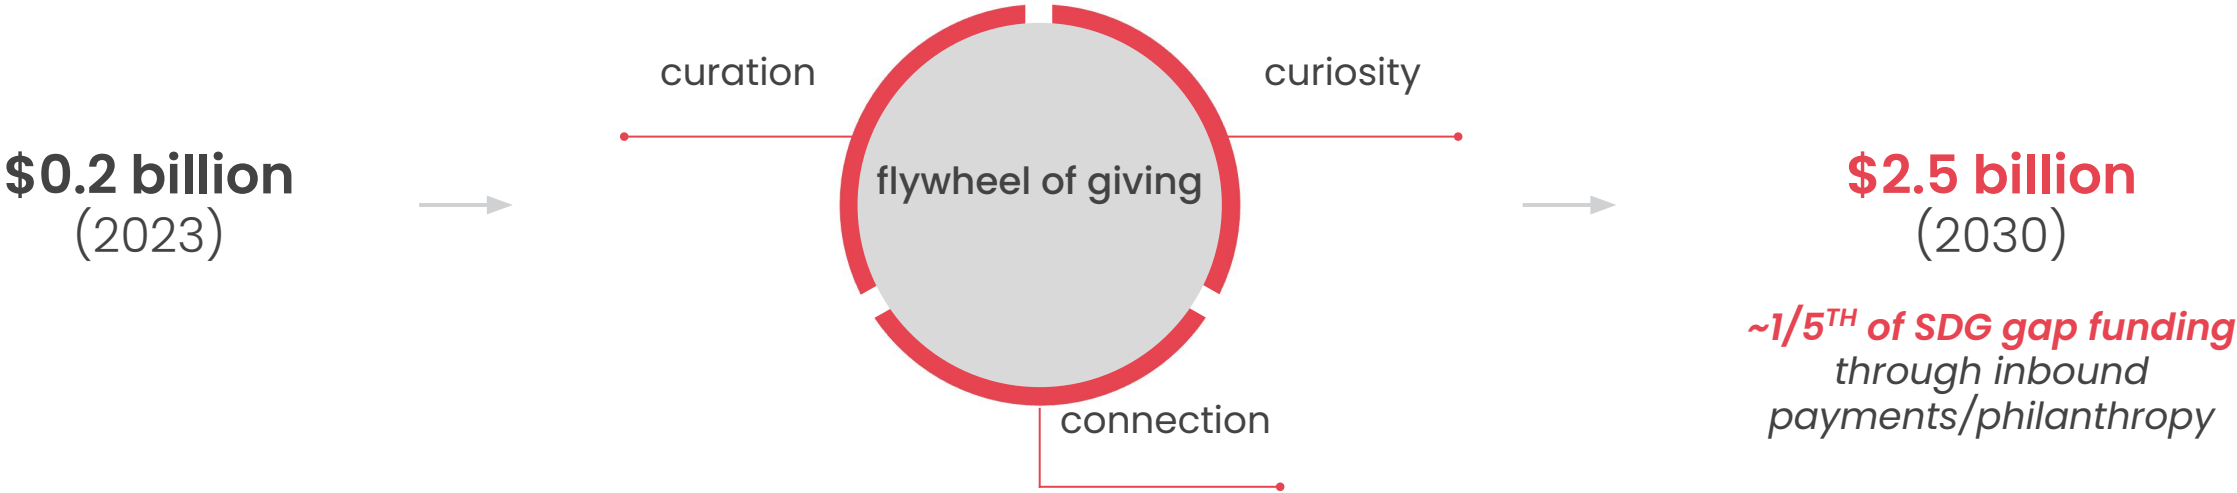 $0.2 billion
(2023)
curation
curiosity
flywheel of giving
connection
$2.5 billion
(2030)
~1/5TH of SDG gap funding
through inbound
payments/philanthropy